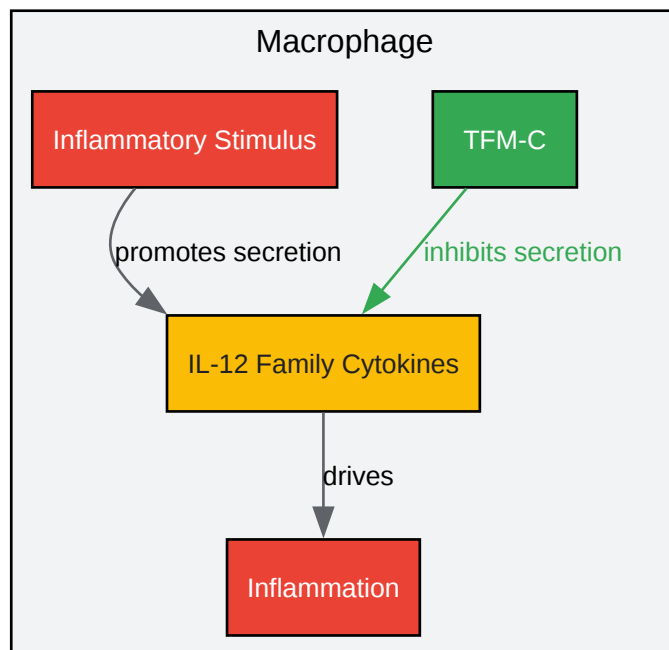 Macrophage
Inflammatory Stimulus
TFM-C
promotes secretion
inhibits secretion
IL-12 Family Cytokines
drives
Inflammation